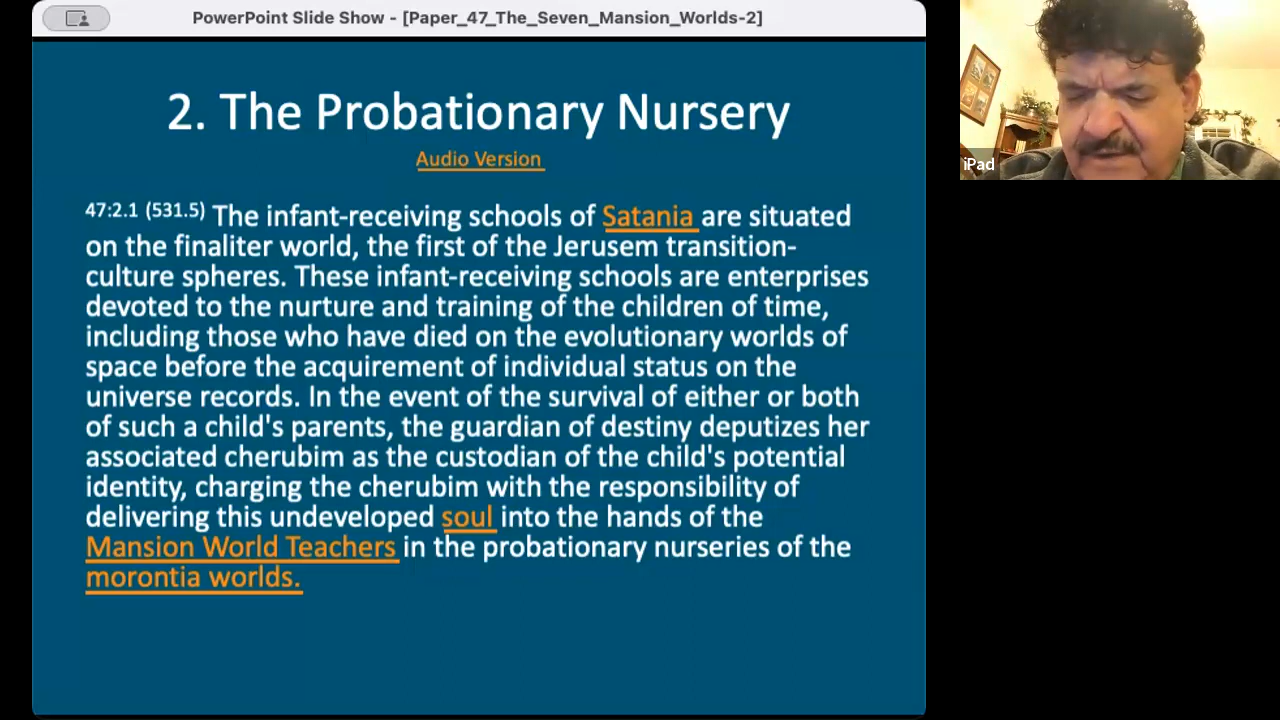 PowerPoint Slide Show - [Paper_47_The_Seven_Mansion_Worlds-2]
2. The Probationary Nursery
Audio Version
47:2.1 (531.5) The infant-receiving schools of Satania are situated
on the finaliter world, the first of the Jerusem transition-
culture spheres. These infant-receiving schools are enterprises
devoted to the nurture and training of the children of time,
including those who have died on the evolutionary worlds of
space before the acquirement of individual status on the
universe records. In the event of the survival of either or both
of such a child's parents, the guardian of destiny deputizes her
associated cherubim as the custodian of the child's potential
identity, charging the cherubim with the responsibility of
delivering this undeveloped soul into the hands of the
Mansion World Teachers in the probationary nurseries of the
morontia worlds.
iPad